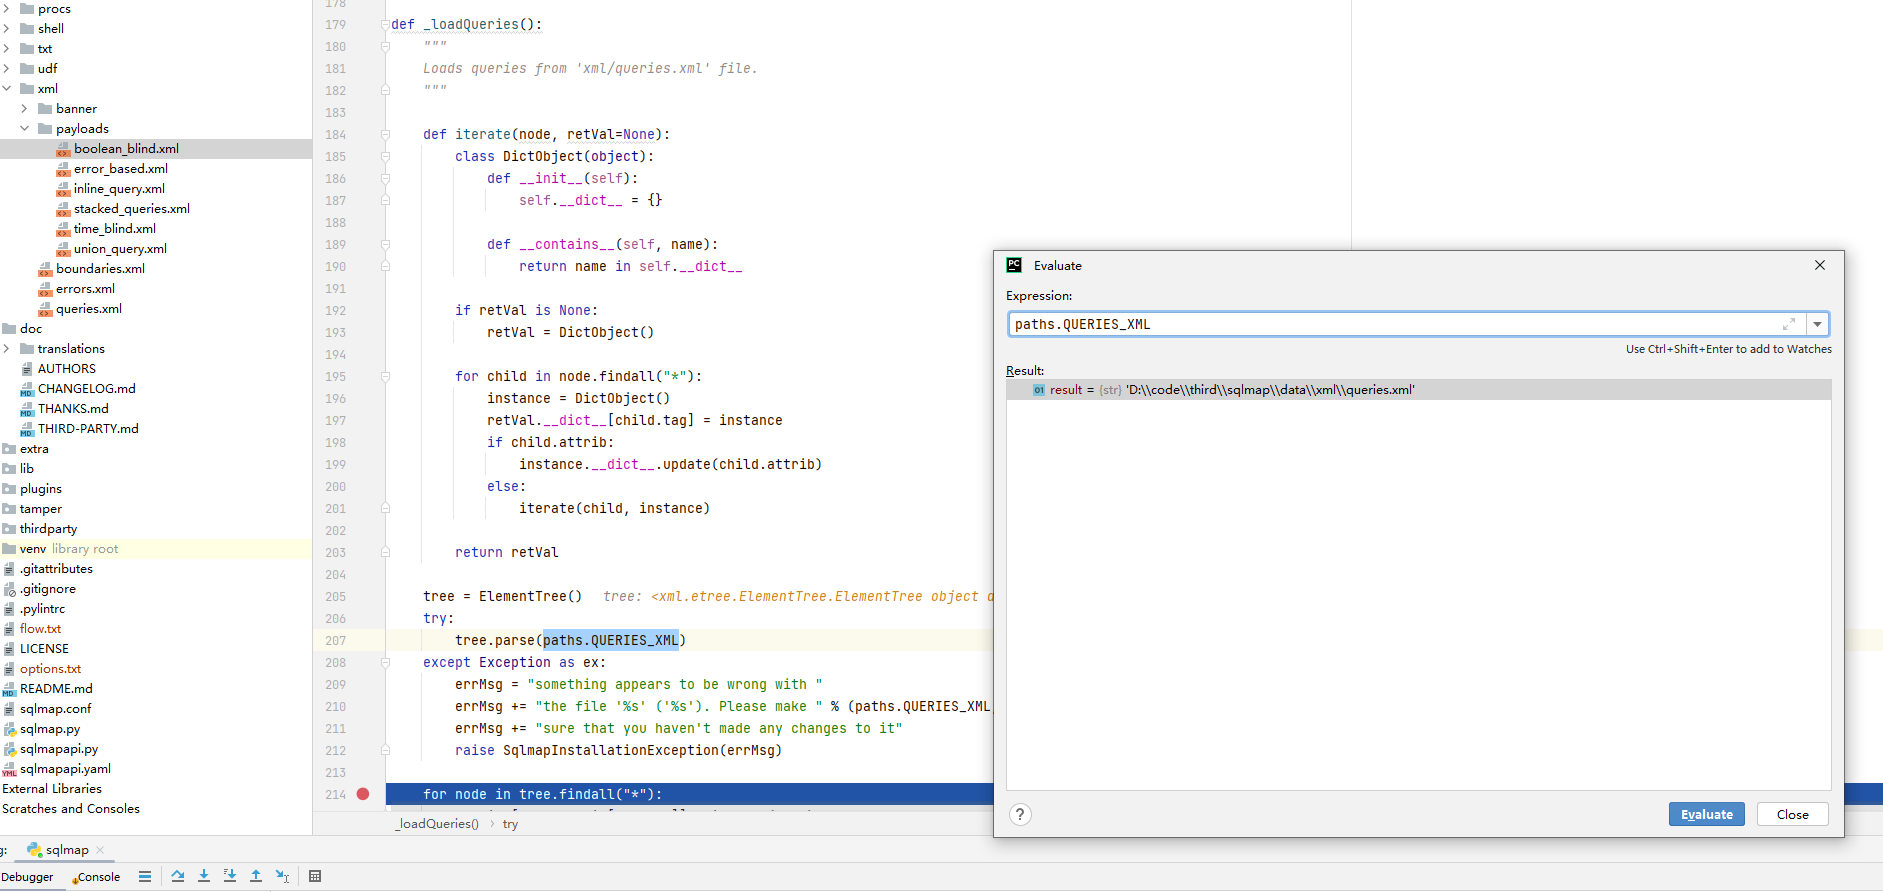 procs
shell
txt
udf
xml
banner
payloads
boolean_blind.xml
error_based.xml
inline_query.xml
stacked_queries.xml
time_blind.xml
union_query.xml
boundaries.xml
errors.xml
queries.xml
doc
translations
AUTHORS
CHANGELOG.md
THANKS.md
THIRD-PARTY.md
extra
lib
plugins
tamper
thirdparty
venv library root
.gitattributes
.gitignore
.pylintrc
flow.txt
LICENSE
options.txt
README.md
sqlmap.conf
sqlmap.py
sqlmapapi.py
sqlmapapi.yaml
External Libraries
Scratches and Consoles
178
179 def _loadQueries():
180 """
181 Loads queries from 'xml/queries.xml' file.
182 """
183
184 def iterate(node, retVal=None):
185 class DictObject(object):
186 def __init__(self):
187 self.__dict__ = {}
188
189 def __contains__(self, name):
190 return name in self.__dict__
191
192 if retVal is None:
193 retVal = DictObject()
194
195 for child in node.findall("*"):
196 instance = DictObject()
197 retVal.__dict__[child.tag] = instance
198 if child.attrib:
199 instance.__dict__.update(child.attrib)
200 else:
201 iterate(child, instance)
202
203 return retVal
204
205 tree = ElementTree() tree: <xml.etree.ElementTree.ElementTree object
206 try:
207 tree.parse(paths.QUERIES_XML)
208 except Exception as ex:
209 errMsg = "something appears to be wrong with "
210 errMsg += "the file '%s' ('%s'). Please make " % (paths.QUERIES_XML
211 errMsg += "sure that you haven't made any changes to it"
212 raise SqlmapInstallationException(errMsg)
213
214 for node in tree.findall("*"):
_loadQueries() › try
PC Evaluate
Expression:
paths.QUERIES_XML
Use Ctrl+Shift+Enter to add to Watches
Result:
01 result = {str} 'D:\\code\\third\\sqlmap\\data\\xml\\queries.xml'
? Evaluate Close
g: sqlmap
Debugger Console